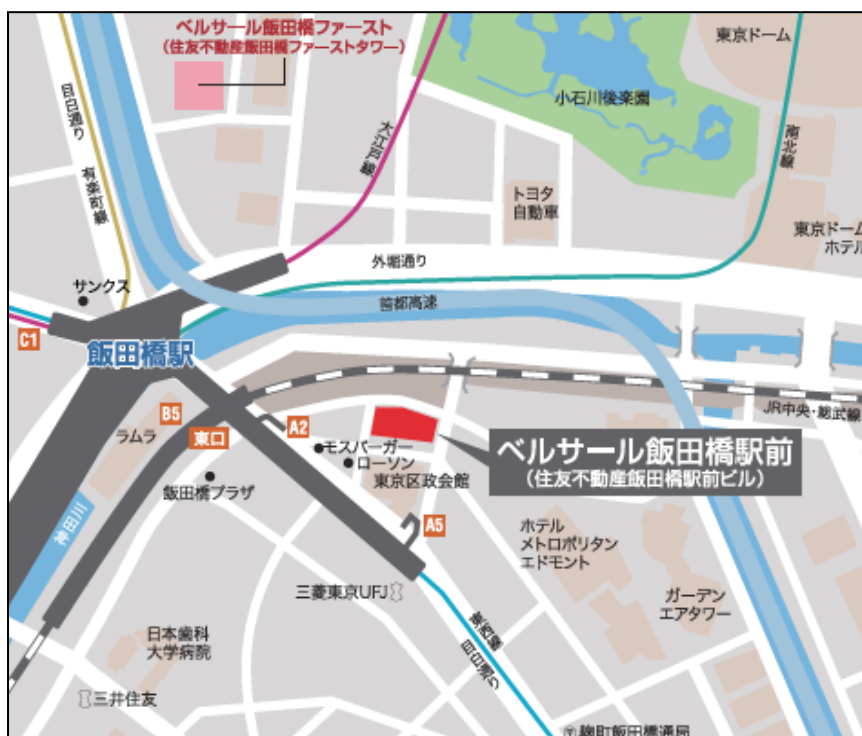 ベルサール飯田橋ファースト
(住友不動産飯田橋ファーストタワー)
東京ドーム
小石川後楽園
目白通り
有楽町線
大江戸線
南北線
トヨタ
自動車
東京ドーム
ホテル
外堀通り
サンクス
首都高速
C1
飯田橋駅
JR中央・総武線
B5
ラムラ
東口
A2
モスバーガー
ローソン
ベルサール飯田橋駅前
(住友不動産飯田橋駅前ビル)
東京区政会館
飯田橋プラザ
神田川
A5
ホテル
メトロポリタン
エドモント
三菱東京UFJ
ガーデン
エアタワー
東西線
目白通り
日本歯科
大学病院
三井住友
〒麹町飯田橋通局